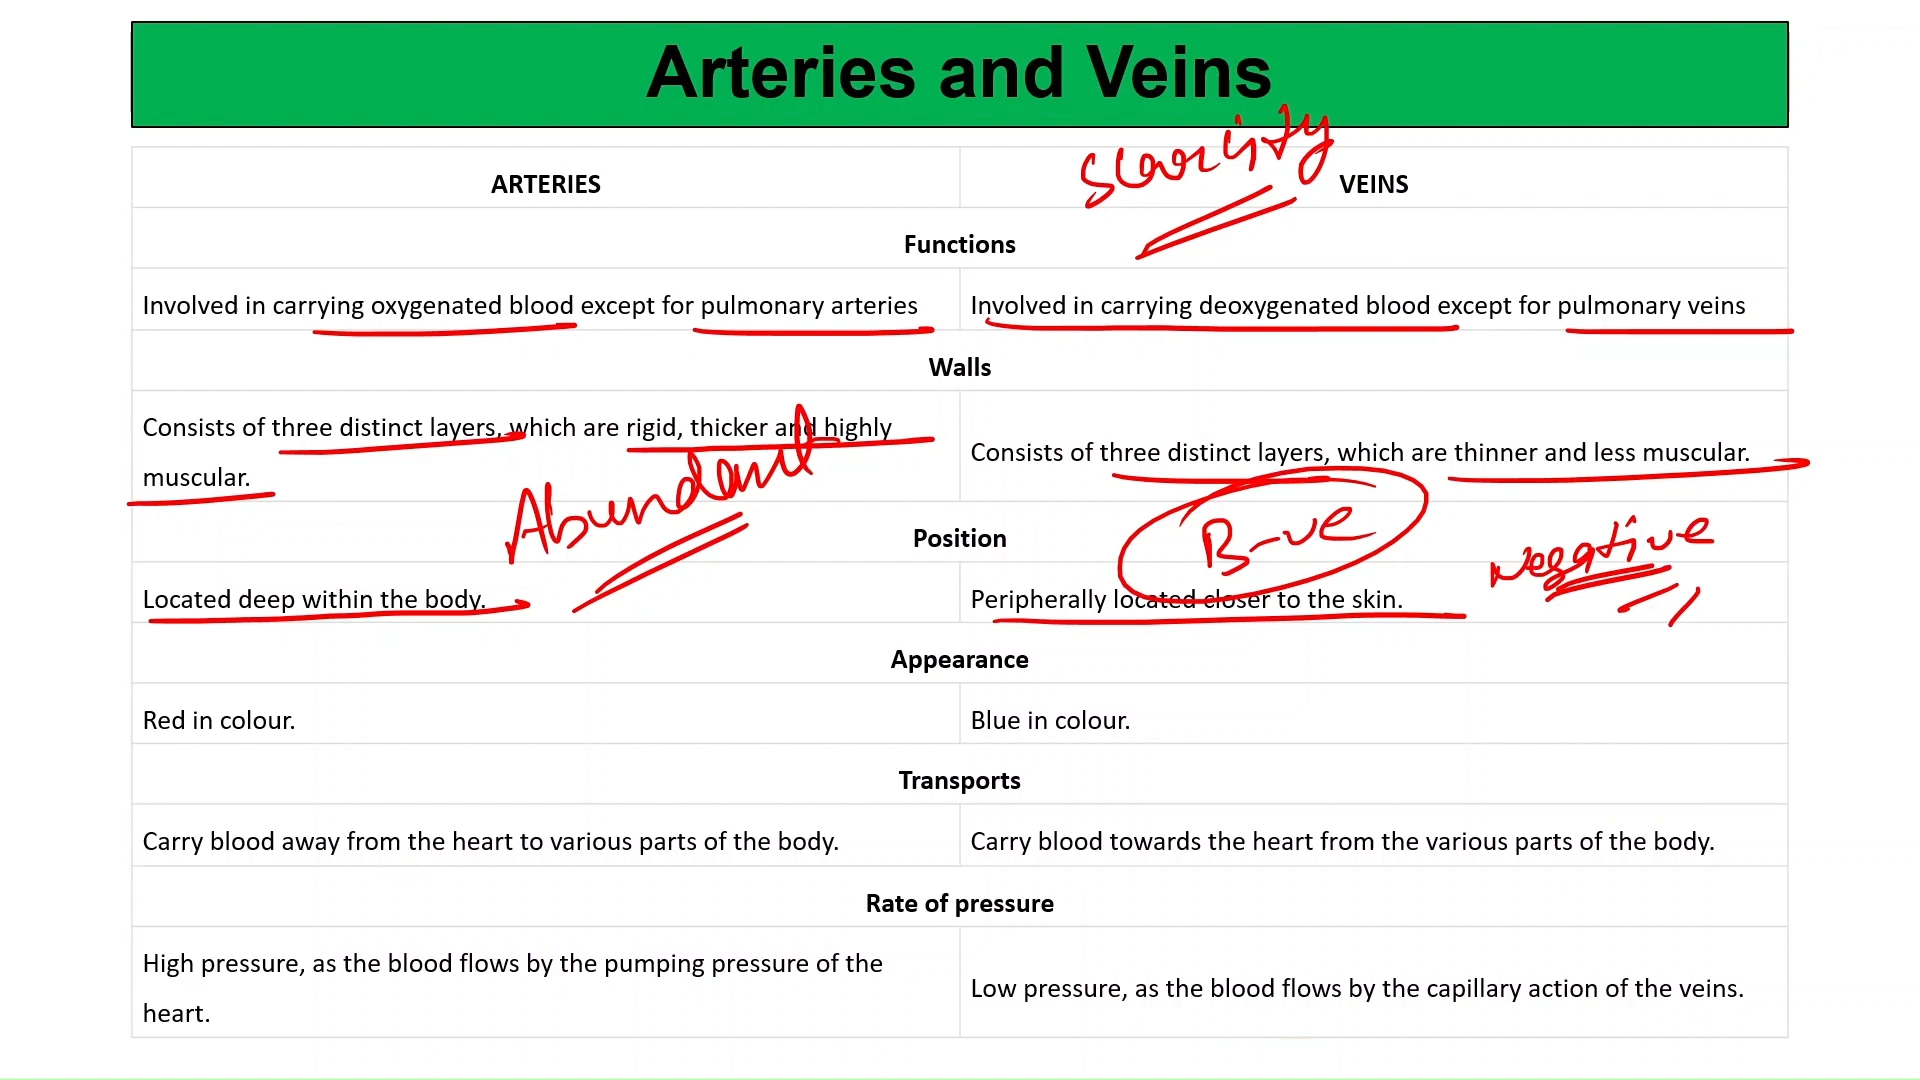 Arteries and Veins
Scarcity
ARTERIES
VEINS
Functions
Involved in carrying oxygenated blood except for pulmonary arteries
Involved in carrying deoxygenated blood except for pulmonary veins
Walls
Consists of three distinct layers, which are rigid, thicker and highly
muscular.
Consists of three distinct layers, which are thinner and less muscular.
Abundant
B-ve
Negative
Position
Located deep within the body.
Peripherally located closer to the skin.
Appearance
Red in colour.
Blue in colour.
Transports
Carry blood away from the heart to various parts of the body.
Carry blood towards the heart from the various parts of the body.
Rate of pressure
High pressure, as the blood flows by the pumping pressure of the
heart.
Low pressure, as the blood flows by the capillary action of the veins.